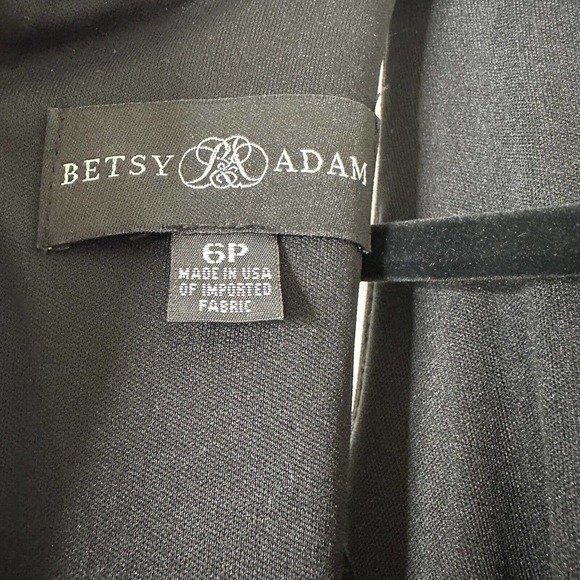 BETSY & ADAM
6P
MADE IN USA
OF IMPORTED
FABRIC